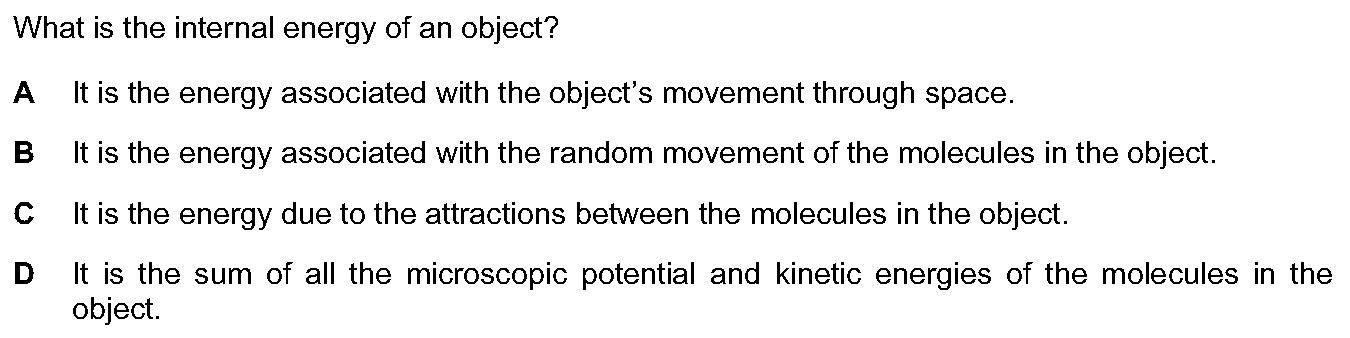 What is the internal energy of an object?
A It is the energy associated with the object's movement through space.
B It is the energy associated with the random movement of the molecules in the object.
C It is the energy due to the attractions between the molecules in the object.
D It is the sum of all the microscopic potential and kinetic energies of the molecules in the
object.